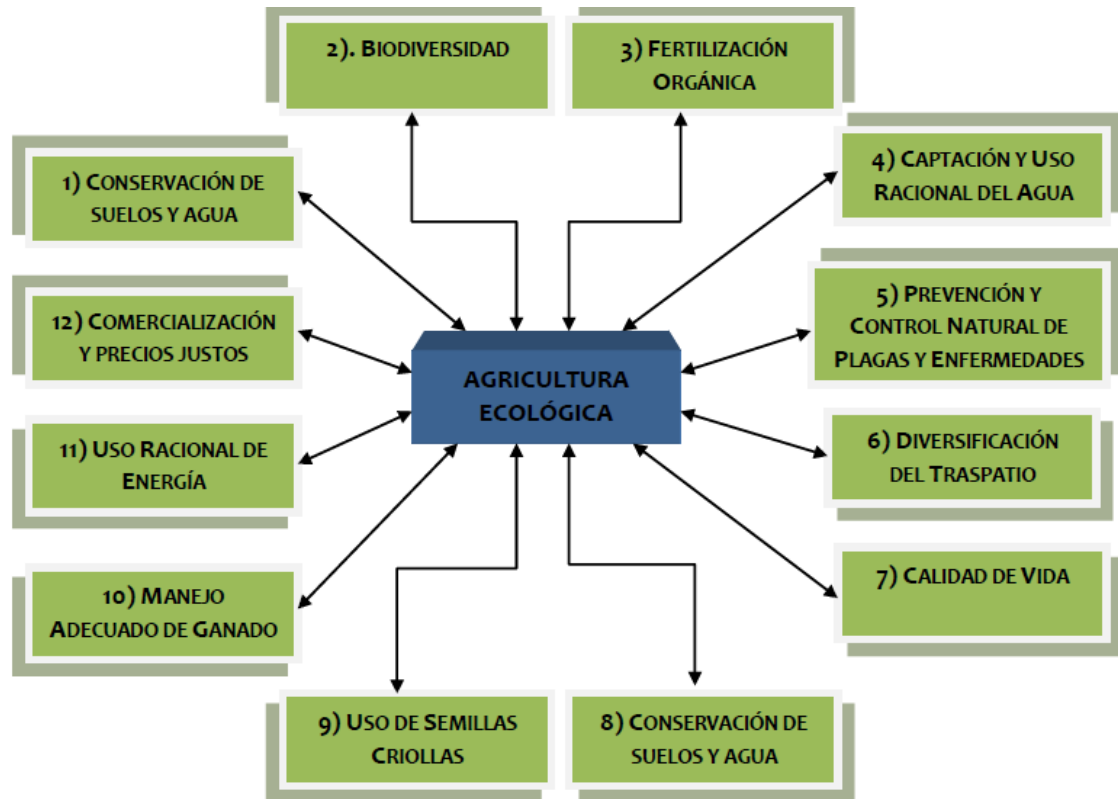 2). BIODIVERSIDAD
3) FERTILIZACIÓN
ORGÁNICA
1) CONSERVACIÓN DE
SUELOS Y AGUA
4) CAPTACIÓN Y USO
RACIONAL DEL AGUA
12) COMERCIALIZACIÓN
Y PRECIOS JUSTOS
5) PREVENCIÓN Y
CONTROL NATURAL DE
PLAGAS Y ENFERMEDADES
AGRICULTURA
ECOLÓGICA
11) USO RACIONAL DE
ENERGÍA
6) DIVERSIFICACIÓN
DEL TRASPATIO
10) MANEJO
ADECUADO DE GANADO
7) CALIDAD DE VIDA
9) USO DE SEMILLAS
CRIOLLAS
8) CONSERVACIÓN DE
SUELOS Y AGUA